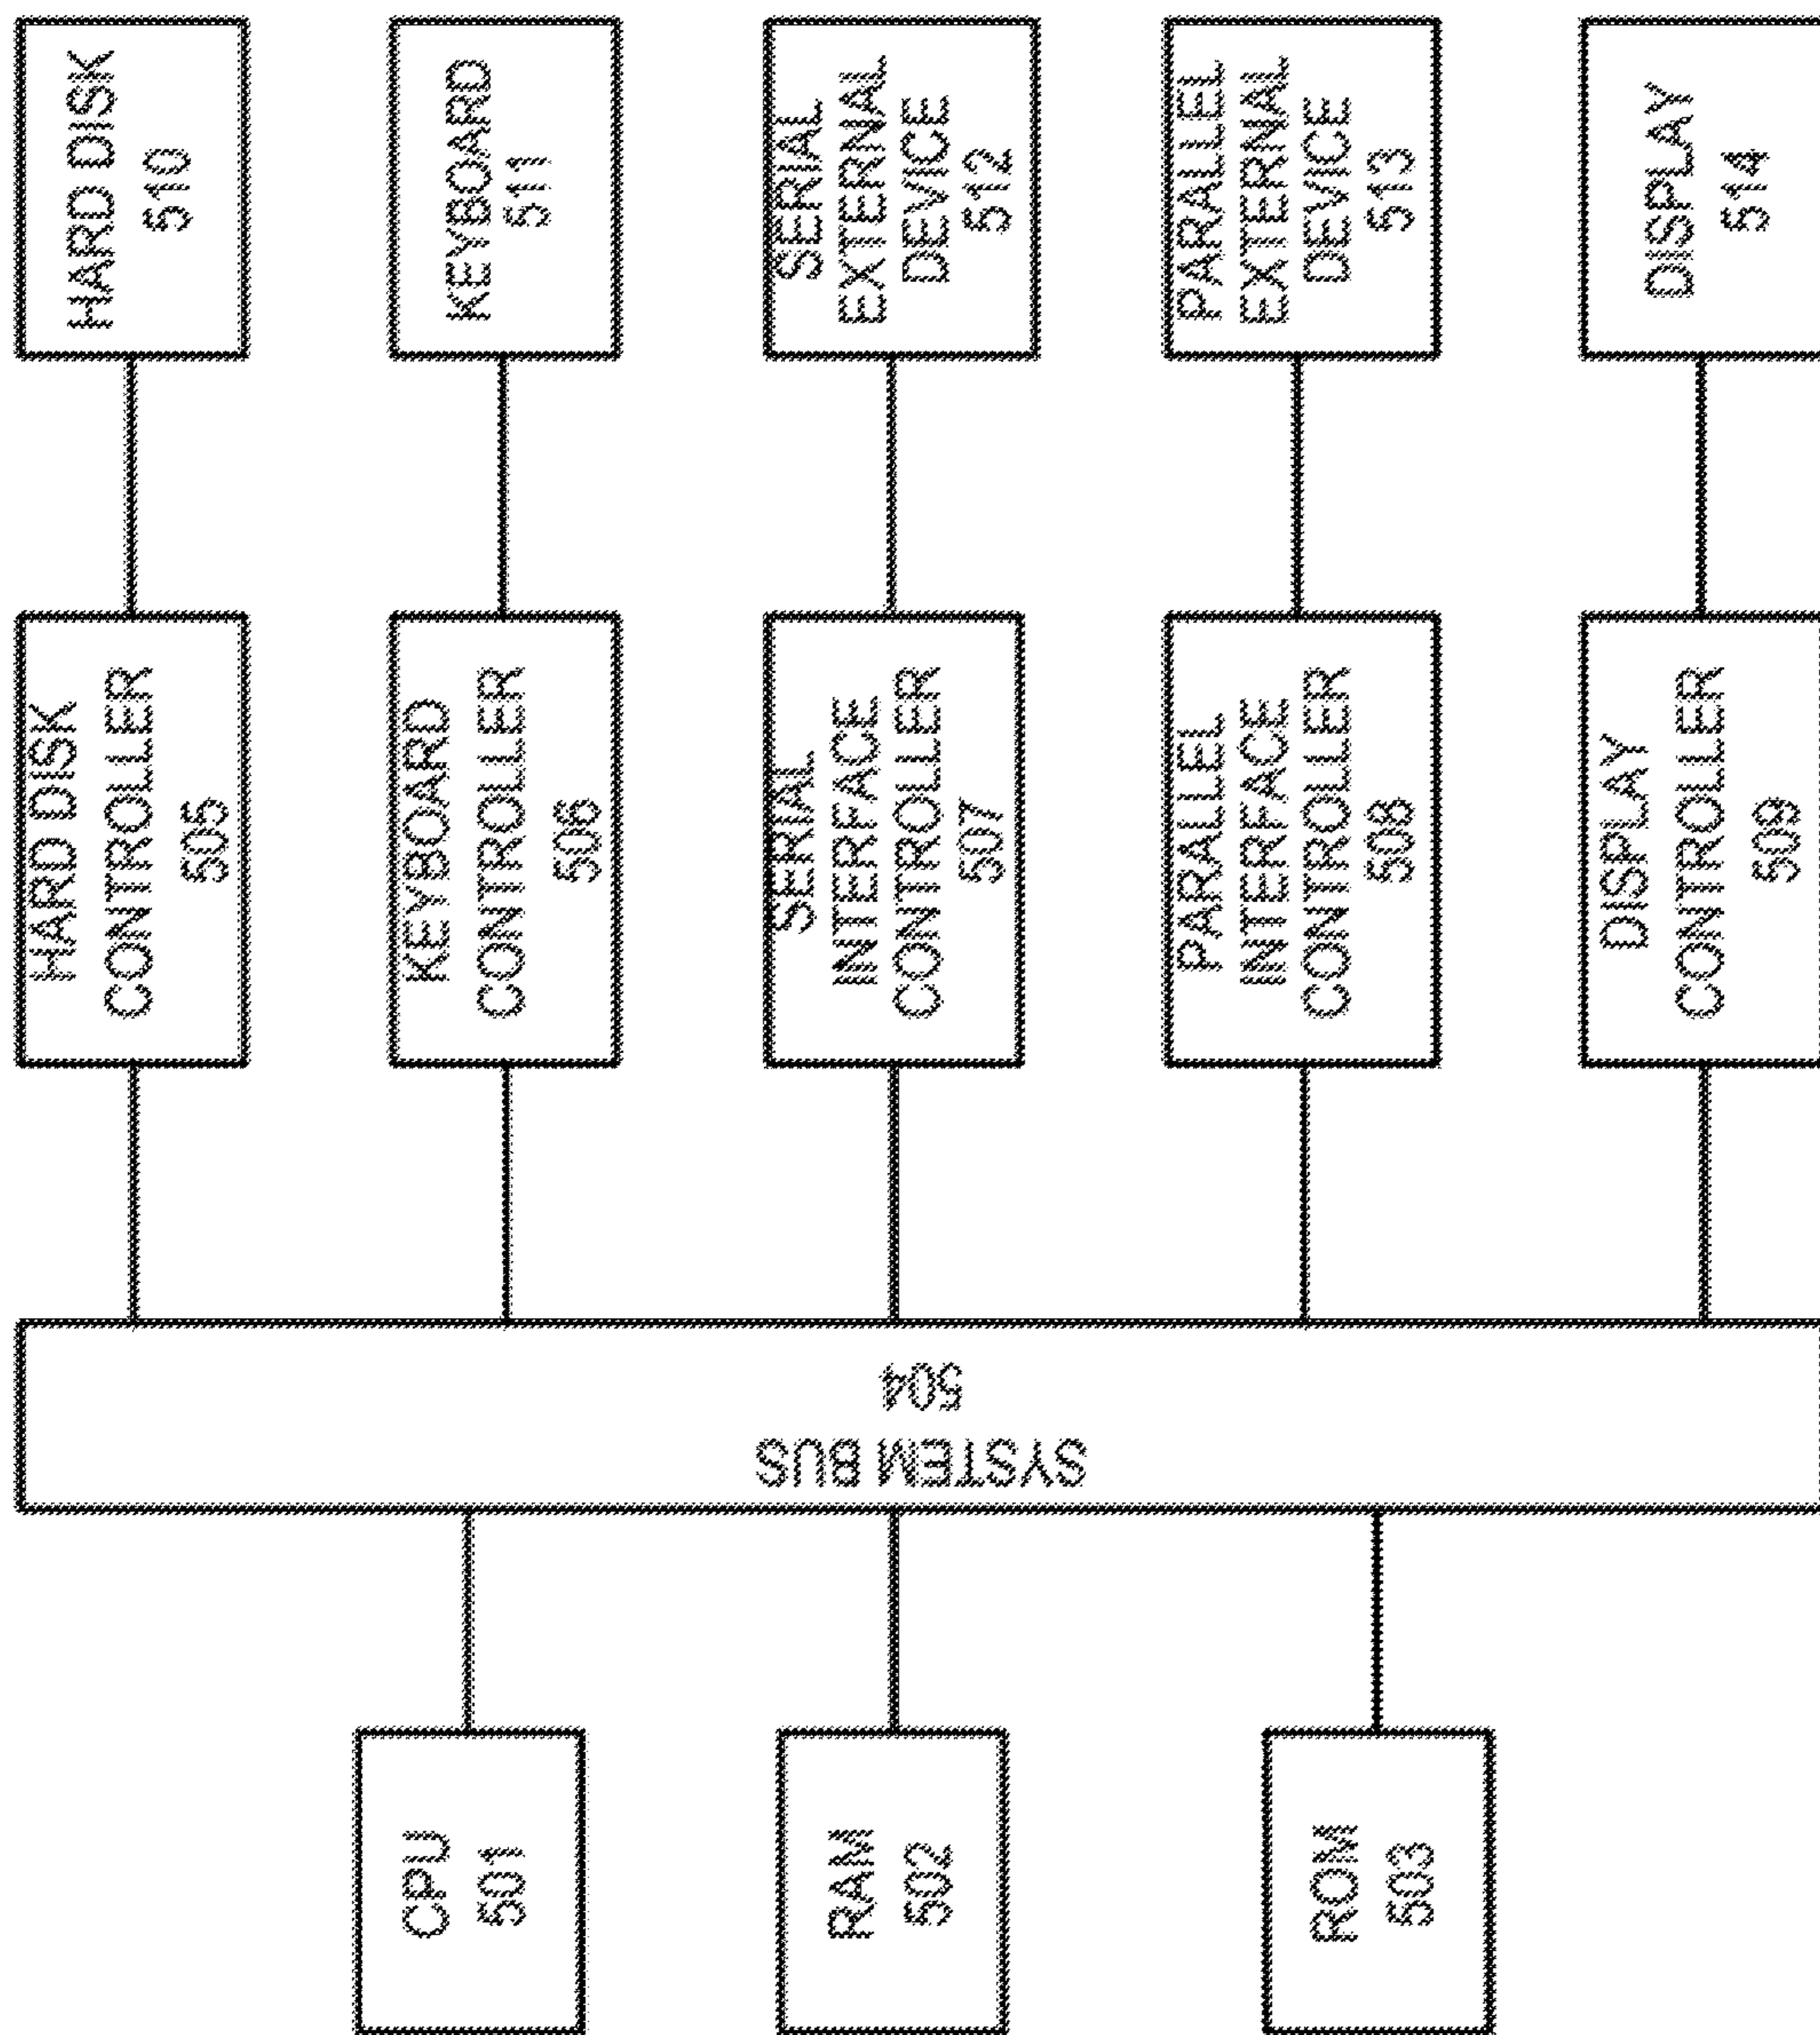 CPU
501
RAM
502
ROM
503
SYSTEM BUS
504
HARD DISK
CONTROLLER
505
KEYBOARD
CONTROLLER
506
SERIAL
INTERFACE
CONTROLLER
507
PARALLEL
INTERFACE
CONTROLLER
508
DISPLAY
CONTROLLER
509
HARD DISK
510
KEYBOARD
511
SERIAL
EXTERNAL
DEVICE
512
PARALLEL
EXTERNAL
DEVICE
513
DISPLAY
514